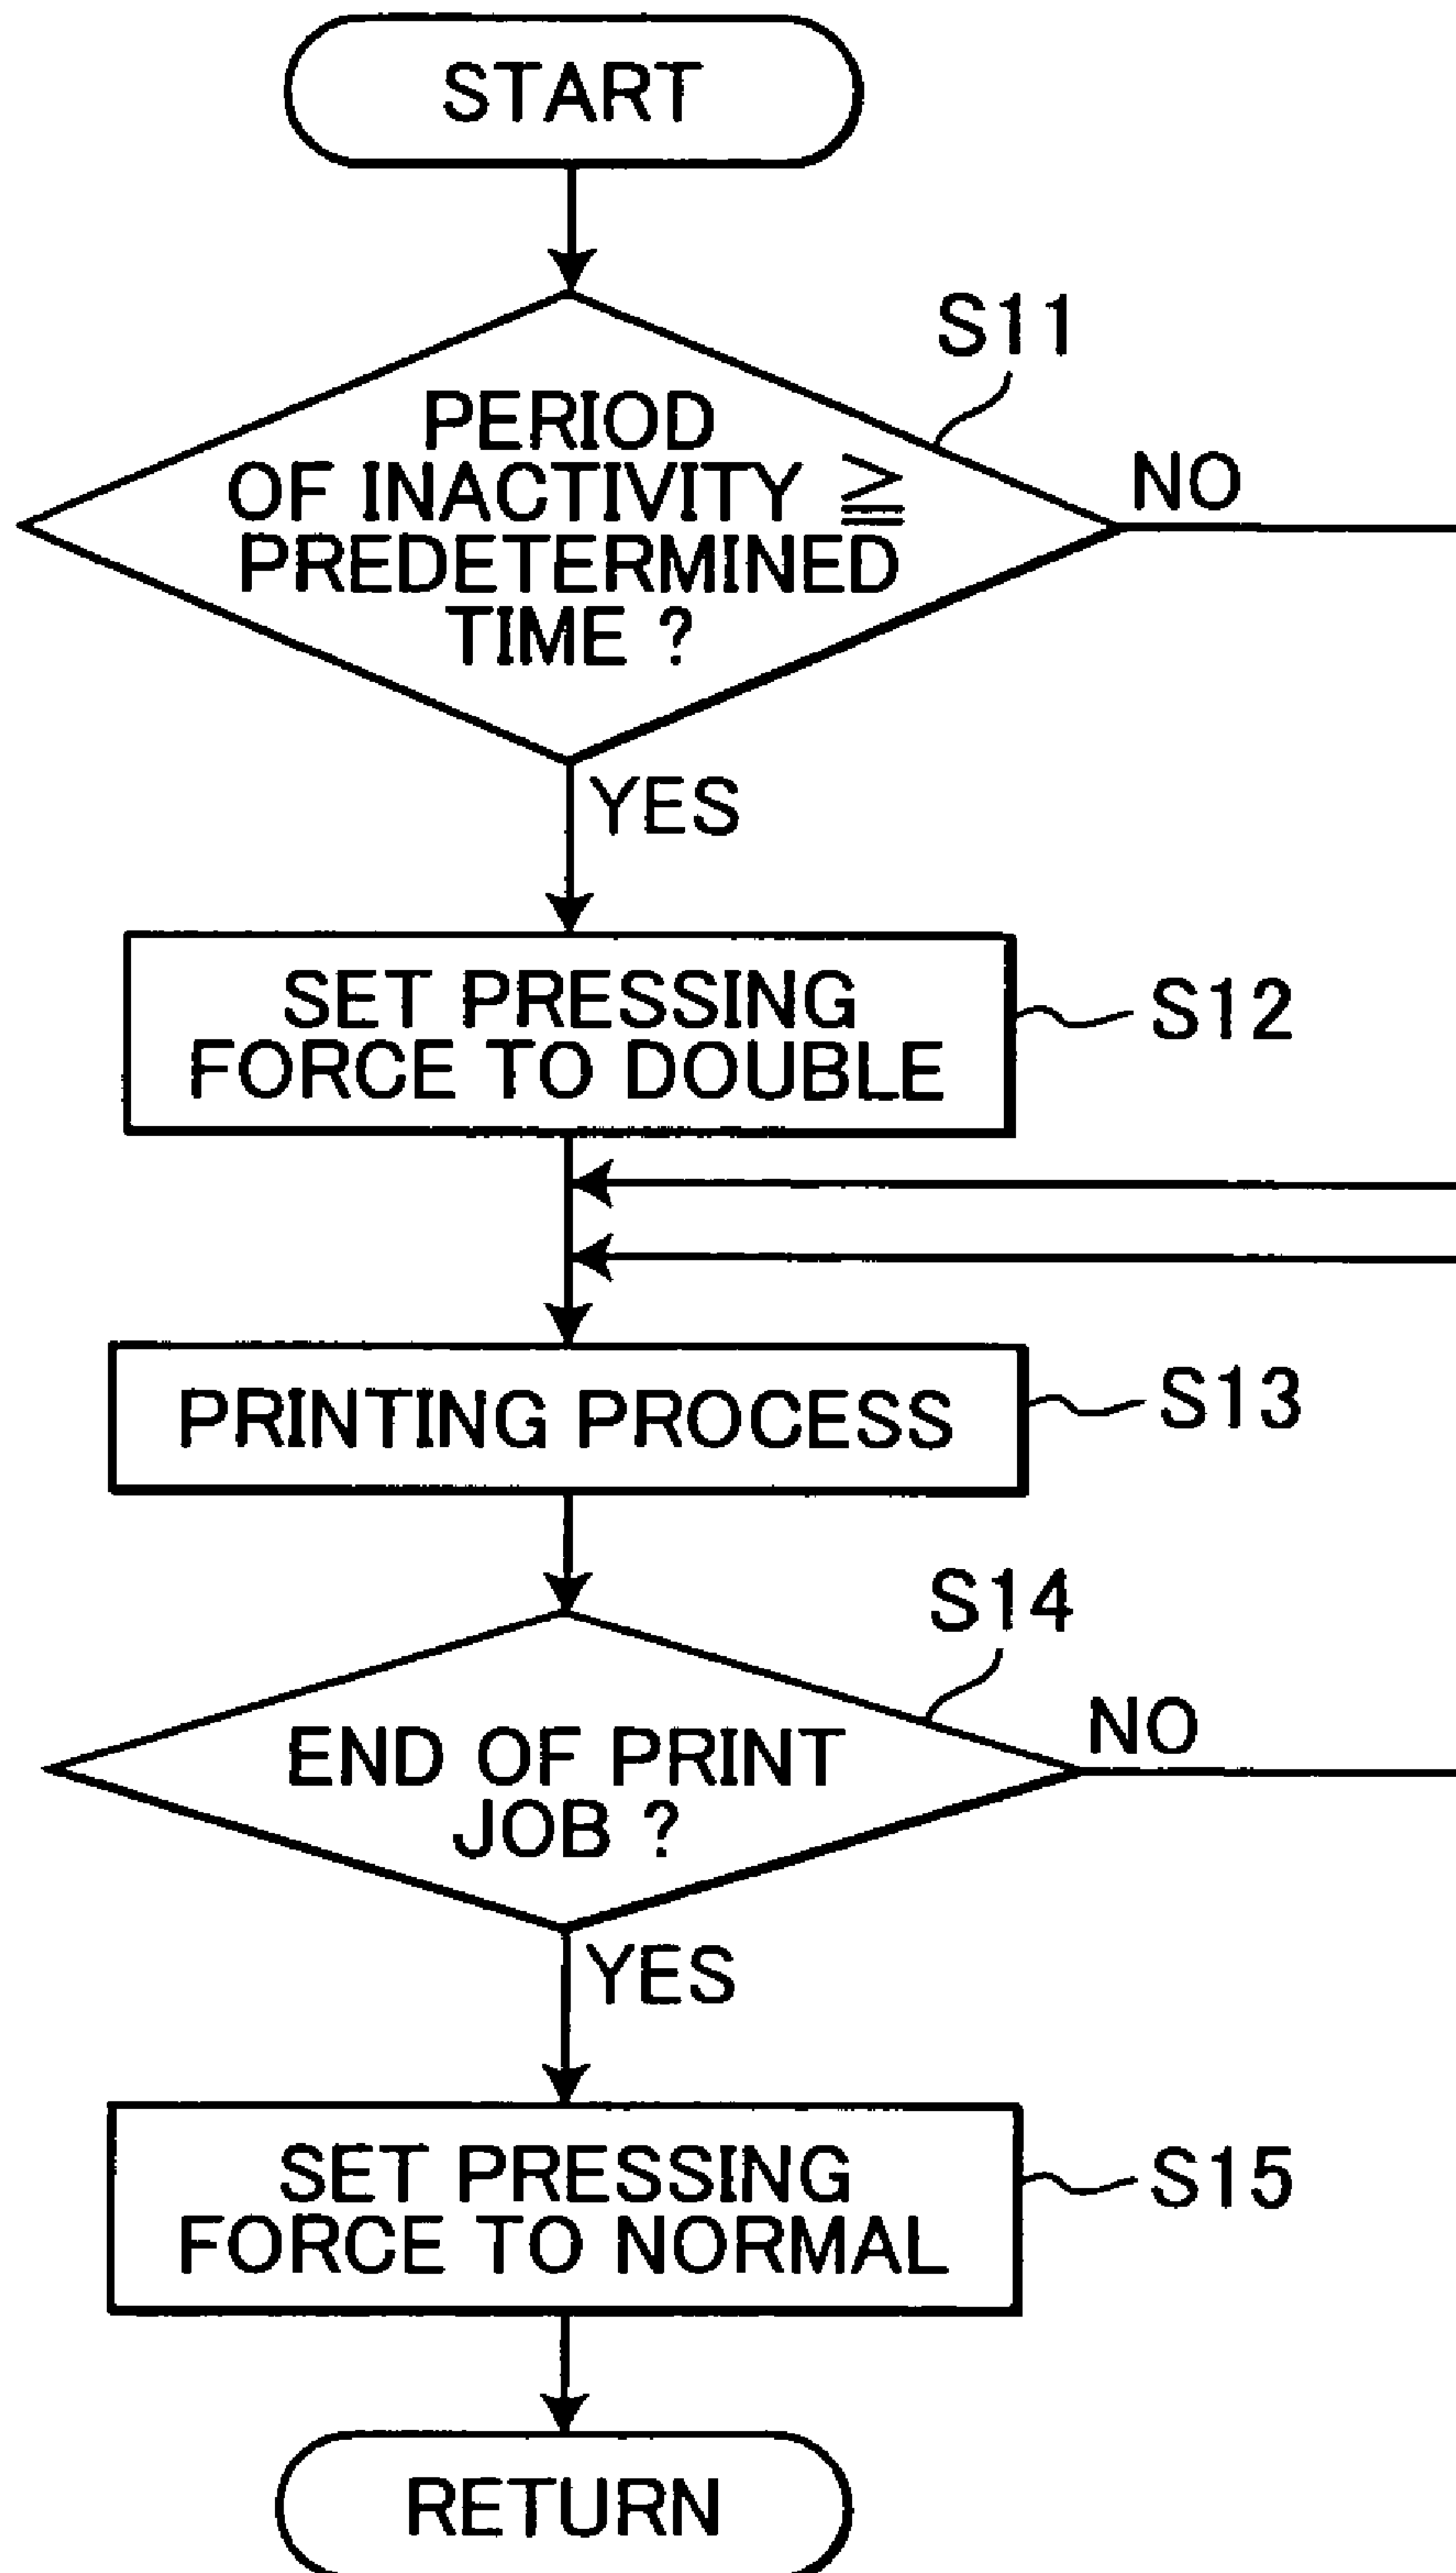 START
S11
PERIOD
OF INACTIVITY ≧
PREDETERMINED
TIME ?
NO
YES
SET PRESSING
FORCE TO DOUBLE
S12
PRINTING PROCESS
S13
S14
END OF PRINT
JOB ?
NO
YES
SET PRESSING
FORCE TO NORMAL
S15
RETURN